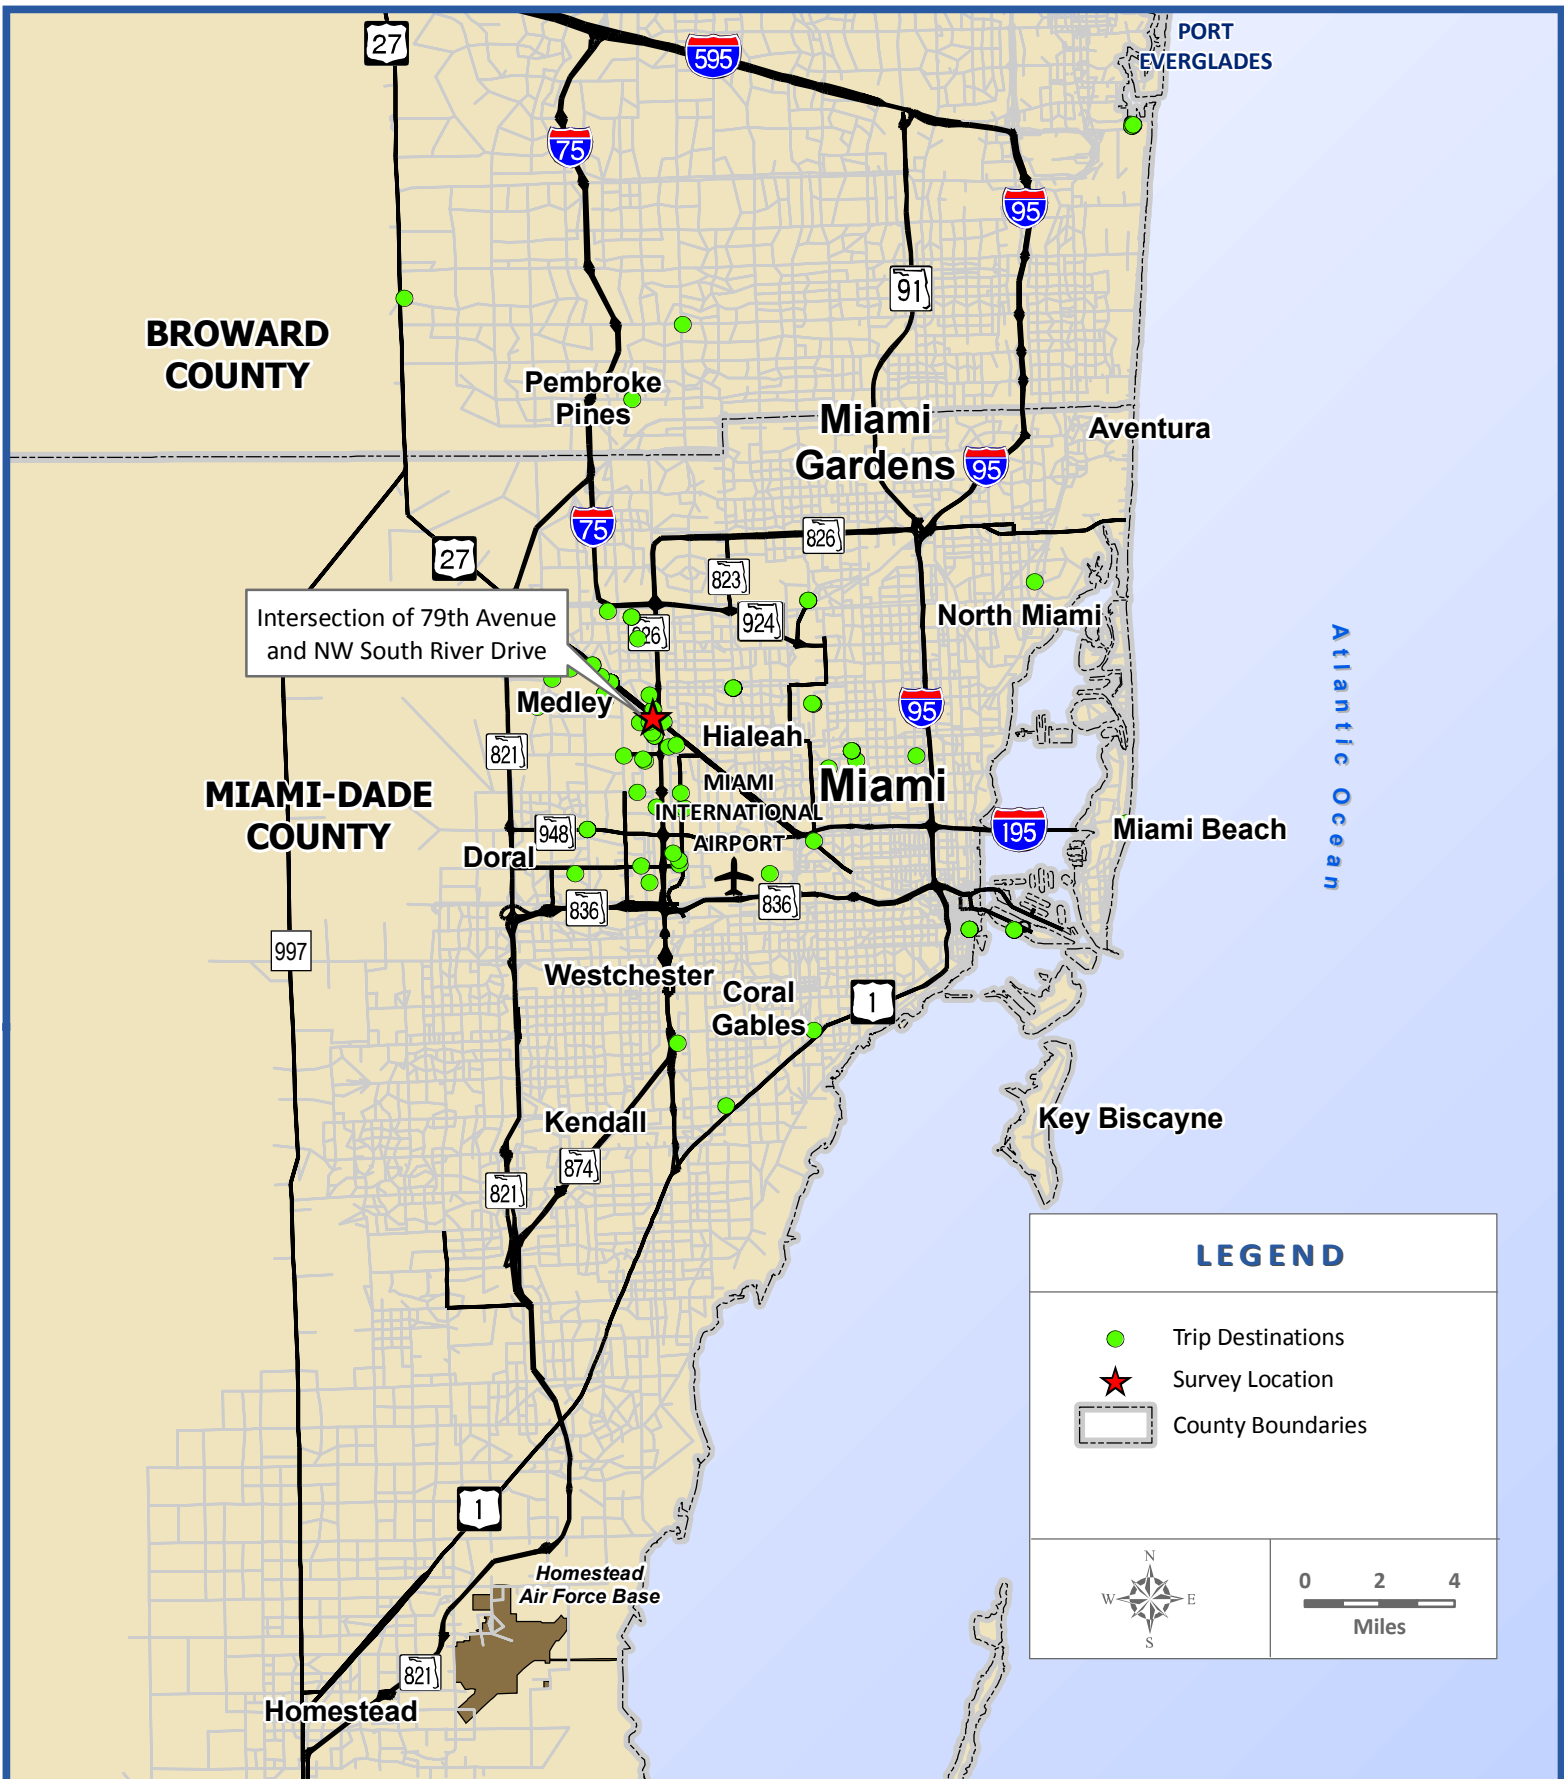 27
595
PORT
EVERGLADES
75
95
91
BROWARD
COUNTY
Pembroke
Pines
Miami
Gardens
Aventura
95
75
826
27
823
924
826
North Miami
Intersection of 79th Avenue
and NW South River Drive
Medley
95
Hialeah
821
MIAMI-DADE
COUNTY
MIAMI
INTERNATIONAL
AIRPORT
Miami
948
195
Miami Beach
Doral
836
836
Atlantic Ocean
997
Westchester
Coral
Gables
1
Kendall
Key Biscayne
874
821
LEGEND
Trip Destinations
Survey Location
County Boundaries
1
Homestead
Air Force Base
N
W
E
S
0 2 4
Miles
821
Homestead